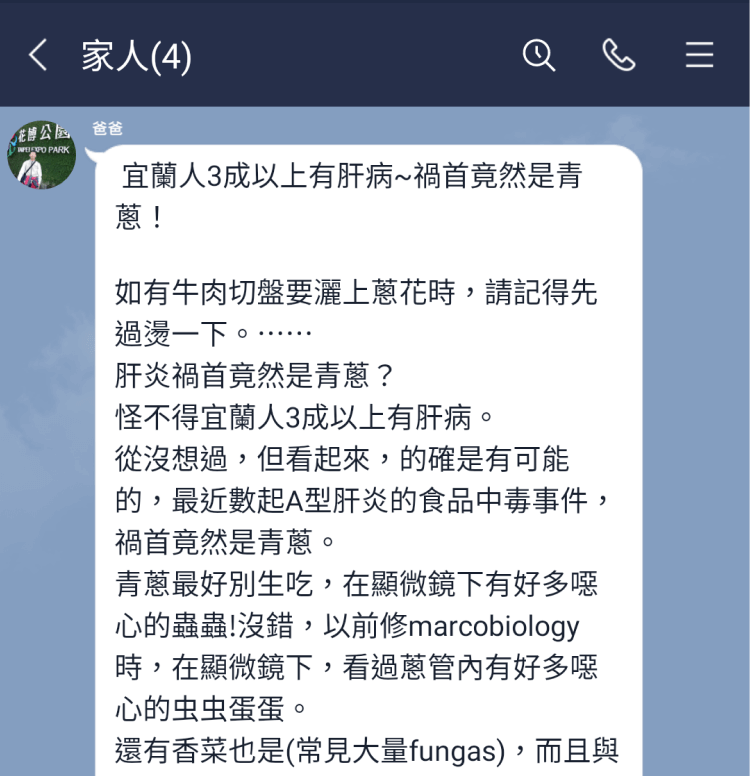 家人(4)
花博公園
TAIPEI EXPO PARK
爸爸
宜蘭人3成以上有肝病~禍首竟然是青
蔥！
如有牛肉切盤要灑上蔥花時，請記得先
過燙一下。⋯⋯
肝炎禍首竟然是青蔥？
怪不得宜蘭人3成以上有肝病。
從沒想過，但看起來，的確是有可能
的，最近數起A型肝炎的食品中毒事件，
禍首竟然是青蔥。
青蔥最好別生吃，在顯微鏡下有好多噁
心的蟲蟲!沒錯，以前修marcobiology
時，在顯微鏡下，看過蔥管內有好多噁
心的虫虫蛋蛋。
還有香菜也是(常見大量fungas)，而且與